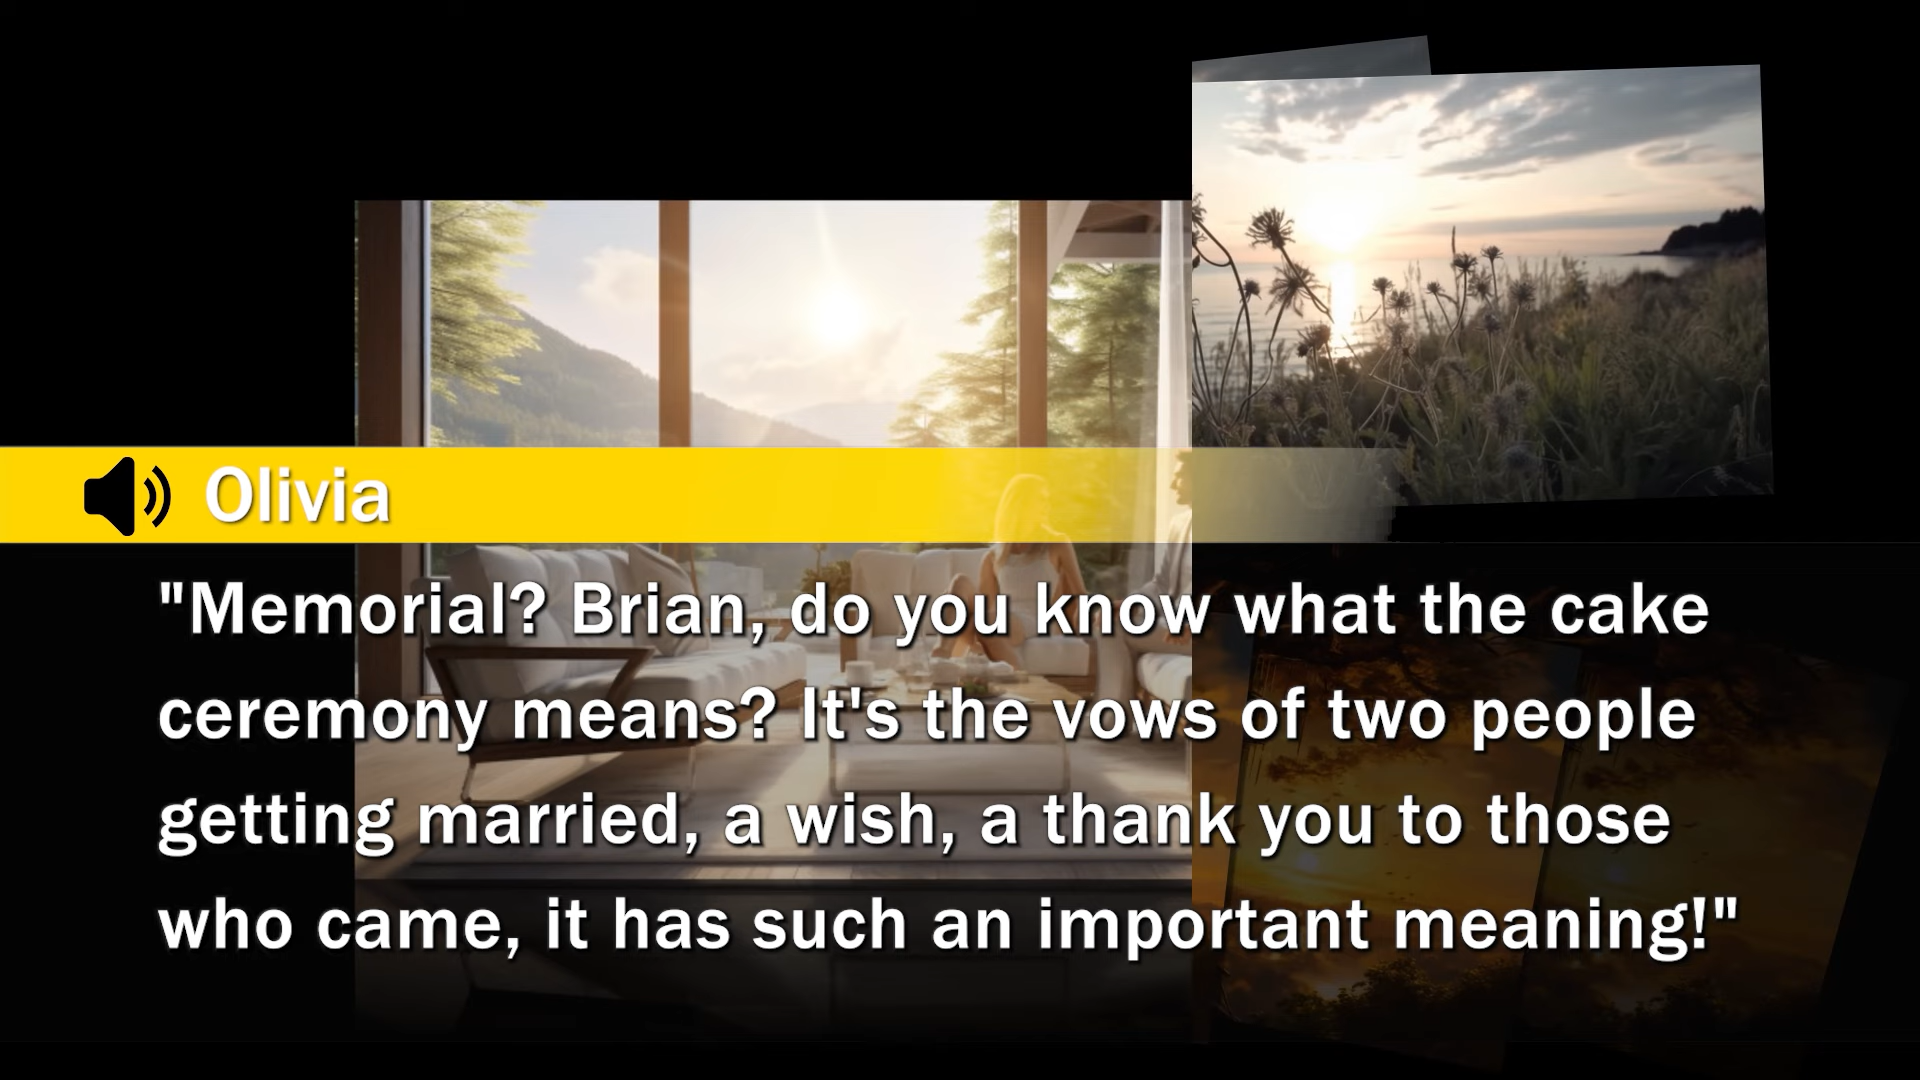 Olivia
"Memorial? Brian, do you know what the cake
ceremony means? It's the vows of two people
getting married, a wish, a thank you to those
who came, it has such an important meaning!"